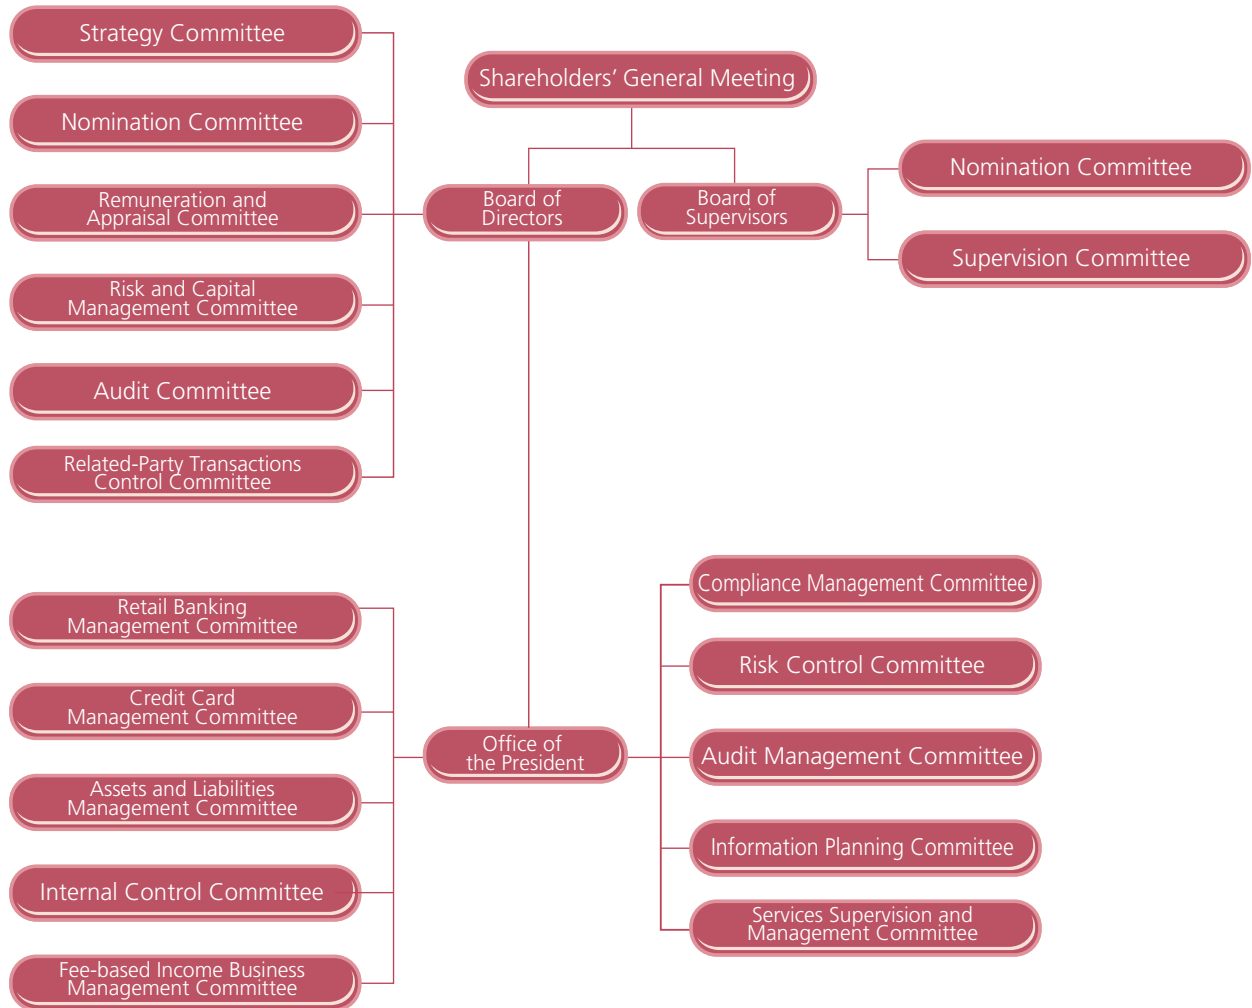 Strategy Committee
Shareholders’ General Meeting
Nomination Committee
Nomination Committee
Remuneration and
Appraisal Committee
Board of
Directors
Board of
Supervisors
Supervision Committee
Risk and Capital
Management Committee
Audit Committee
Related-Party Transactions
Control Committee
Compliance Management Committee
Retail Banking
Management Committee
Risk Control Committee
Credit Card
Management Committee
Office of
the President
Audit Management Committee
Assets and Liabilities
Management Committee
Information Planning Committee
Internal Control Committee
Services Supervision and
Management Committee
Fee-based Income Business
Management Committee